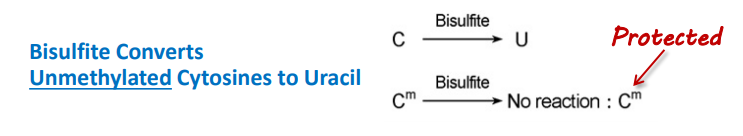 Bisulfite Converts
Unmethylated Cytosines to Uracil
Bisulfite
C → U
Protected
Bisulfite
Cᵐ → No reaction : Cᵐ